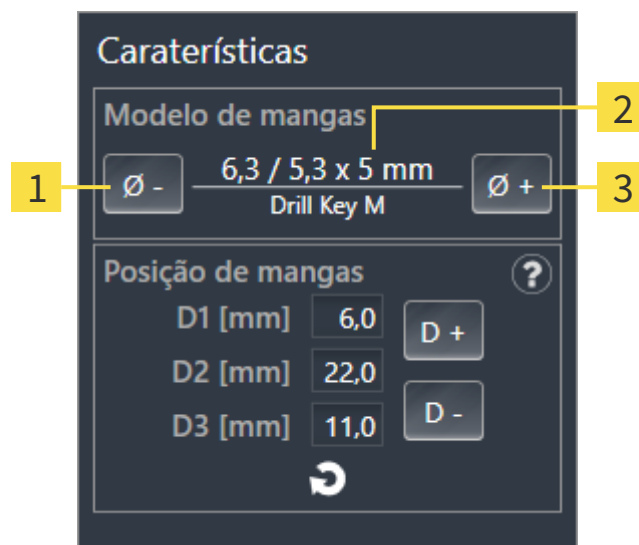 Caraterísticas
Modelo de mangas
2
1
Ø -
6,3 / 5,3 x 5 mm
Drill Key M
Ø +
3
Posição de mangas
?
D1 [mm] 6,0
D +
D2 [mm] 22,0
D3 [mm] 11,0
D -